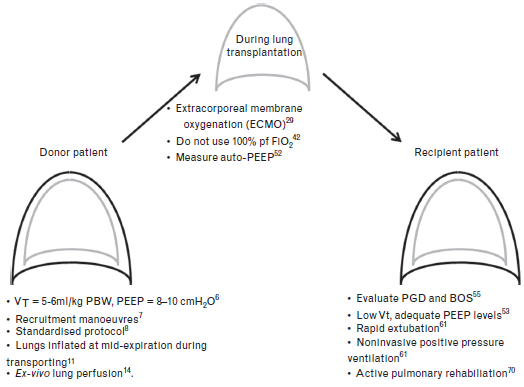 During lung
transplantation
• Extracorporeal membrane
oxygenation (ECMO)29
• Do not use 100% pf FIO2 42
• Measure auto-PEEP52
Donor patient
• VT = 5-6ml/kg PBW, PEEP = 8–10 cmH2O6
• Recruitment manoeuvres7
• Standardised protocol8
• Lungs inflated at mid-expiration during
transporting11
• Ex-vivo lung perfusion14.
Recipient patient
• Evaluate PGD and BOS55
• Low Vt, adequate PEEP levels53
• Rapid extubation61
• Noninvasive positive pressure
ventilation61
• Active pulmonary rehabiliation70